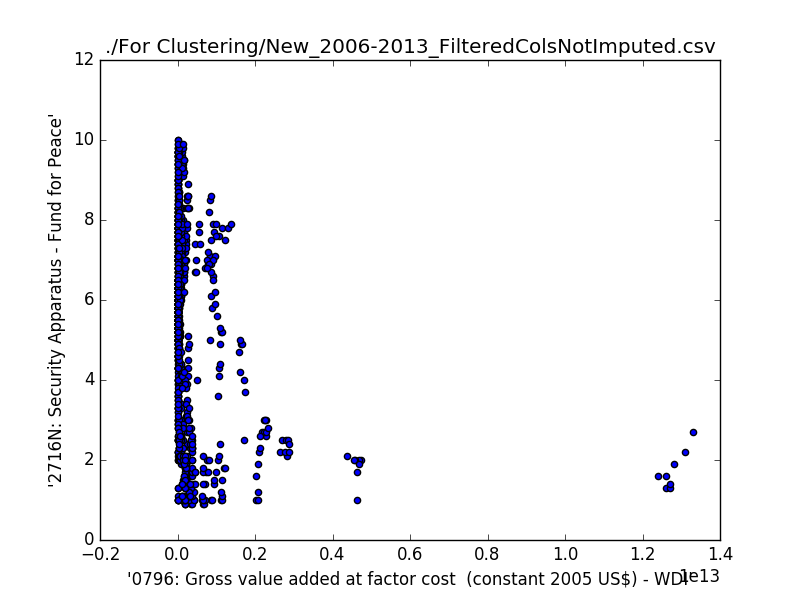 ./For Clustering/New_2006-2013_FilteredColsNotImputed.csv
12
10
8
6
4
2
0
'2716N: Security Apparatus - Fund for Peace'
−0.2 0.0 0.2 0.4 0.6 0.8 1.0 1.2 1.4
1e13
'0796: Gross value added at factor cost  (constant 2005 US$) - WDI'